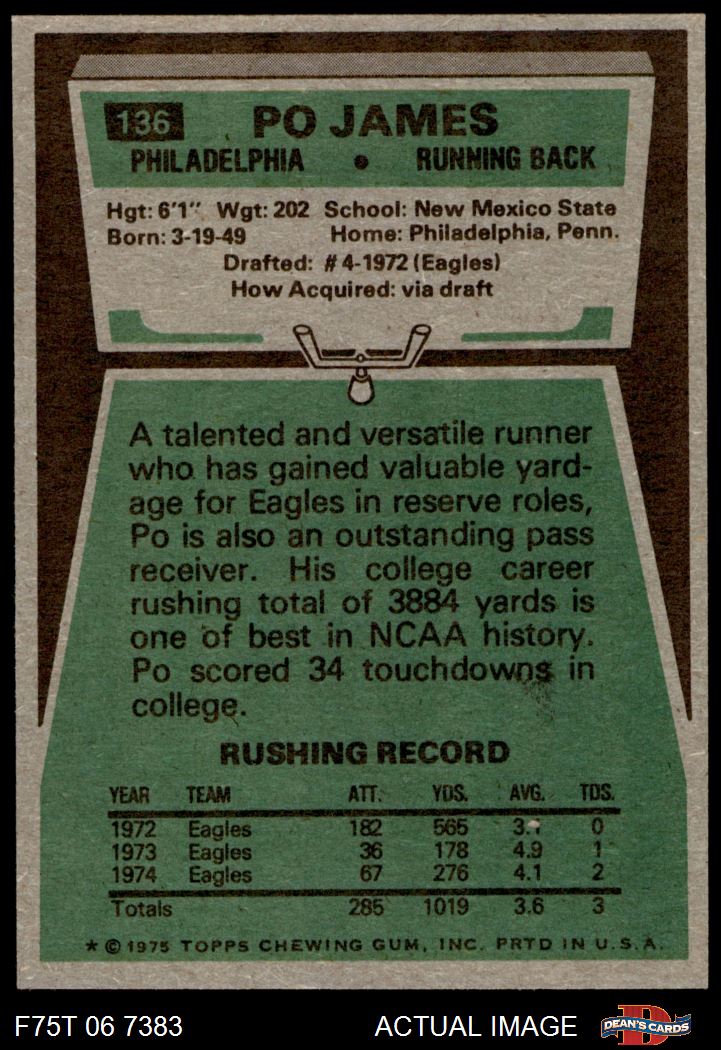 136 PO JAMES
PHILADELPHIA • RUNNING BACK
Hgt: 6'1" Wgt: 202 School: New Mexico State
Born: 3-19-49 Home: Philadelphia, Penn.
Drafted: #4-1972 (Eagles)
How Acquired: via draft
A talented and versatile runner
who has gained valuable yard-
age for Eagles in reserve roles,
Po is also an outstanding pass
receiver. His college career
rushing total of 3884 yards is
one of best in NCAA history.
Po scored 34 touchdowns in
college.
RUSHING RECORD
YEAR TEAM ATT. YDS. AVG. TDS.
1972 Eagles 182 565 0
1973 Eagles 36 178 4.9 1
1974 Eagles 67 276 4.1 2
Totals 285 1019 3.6 3
* © 1975 TOPPS CHEWING GUM, INC. PRTD IN U.S.A.
F75T 06 7383 ACTUAL IMAGE D DEAN'S CARDS